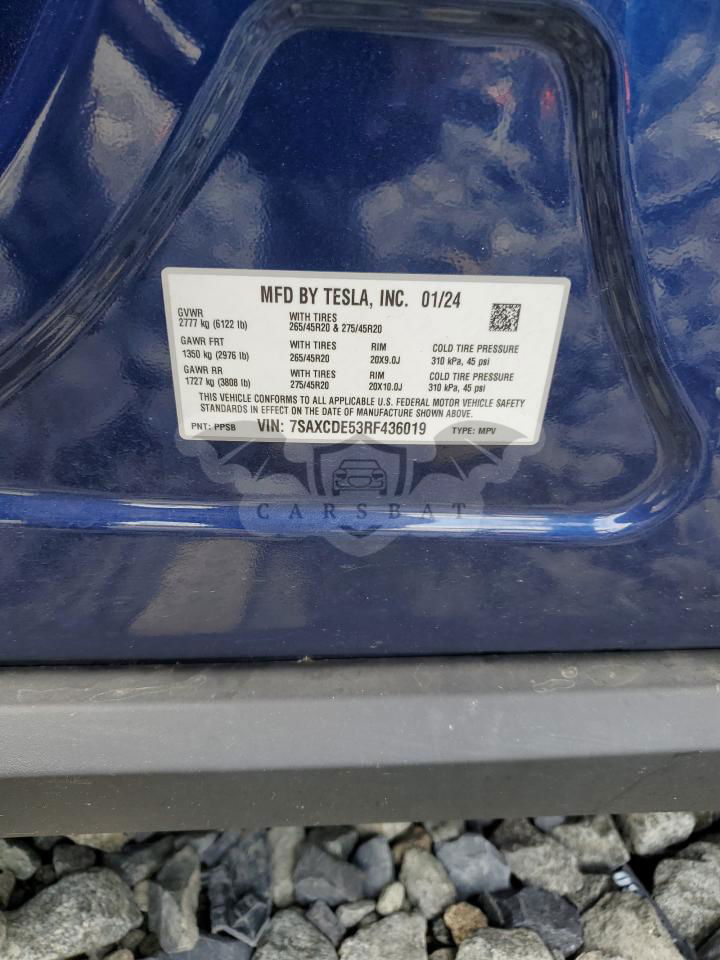 MFD BY TESLA, INC. 01/24
GVWR
2777 kg (6122 lb)
WITH TIRES
265/45R20 & 275/45R20
GAWR FRT
1350 kg (2976 lb)
WITH TIRES
265/45R20
RIM
20X9.0J
COLD TIRE PRESSURE
310 kPa, 45 psi
GAWR RR
1727 kg (3808 lb)
WITH TIRES
275/45R20
RIM
20X10.0J
COLD TIRE PRESSURE
310 kPa, 45 psi
THIS VEHICLE CONFORMS TO ALL APPLICABLE U.S. FEDERAL MOTOR VEHICLE SAFETY
STANDARDS IN EFFECT ON THE DATE OF MANUFACTURE SHOWN ABOVE.
PNT: PPSB VIN: 7SAXCDE53RF436019 TYPE: MPV
CARSBAT